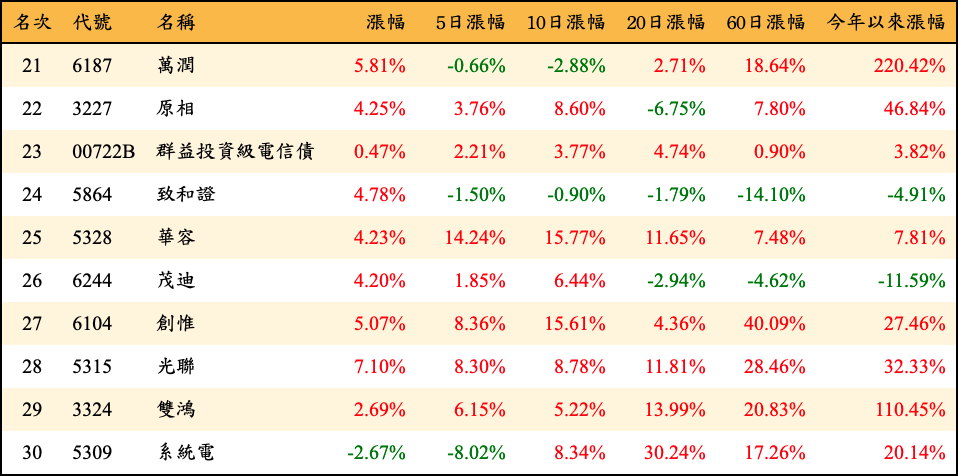 名次 代號 名稱 漲幅 5日漲幅 10日漲幅 20日漲幅 60日漲幅 今年以來漲幅
21 6187 萬潤 5.81% -0.66% -2.88% 2.71% 18.64% 220.42%
22 3227 原相 4.25% 3.76% 8.60% -6.75% 7.80% 46.84%
23 00722B 群益投資級電信債 0.47% 2.21% 3.77% 4.74% 0.90% 3.82%
24 5864 致和證 4.78% -1.50% -0.90% -1.79% -14.10% -4.91%
25 5328 華容 4.23% 14.24% 15.77% 11.65% 7.48% 7.81%
26 6244 茂迪 4.20% 1.85% 6.44% -2.94% -4.62% -11.59%
27 6104 創惟 5.07% 8.36% 15.61% 4.36% 40.09% 27.46%
28 5315 光聯 7.10% 8.30% 8.78% 11.81% 28.46% 32.33%
29 3324 雙鴻 2.69% 6.15% 5.22% 13.99% 20.83% 110.45%
30 5309 系統電 -2.67% -8.02% 8.34% 30.24% 17.26% 20.14%